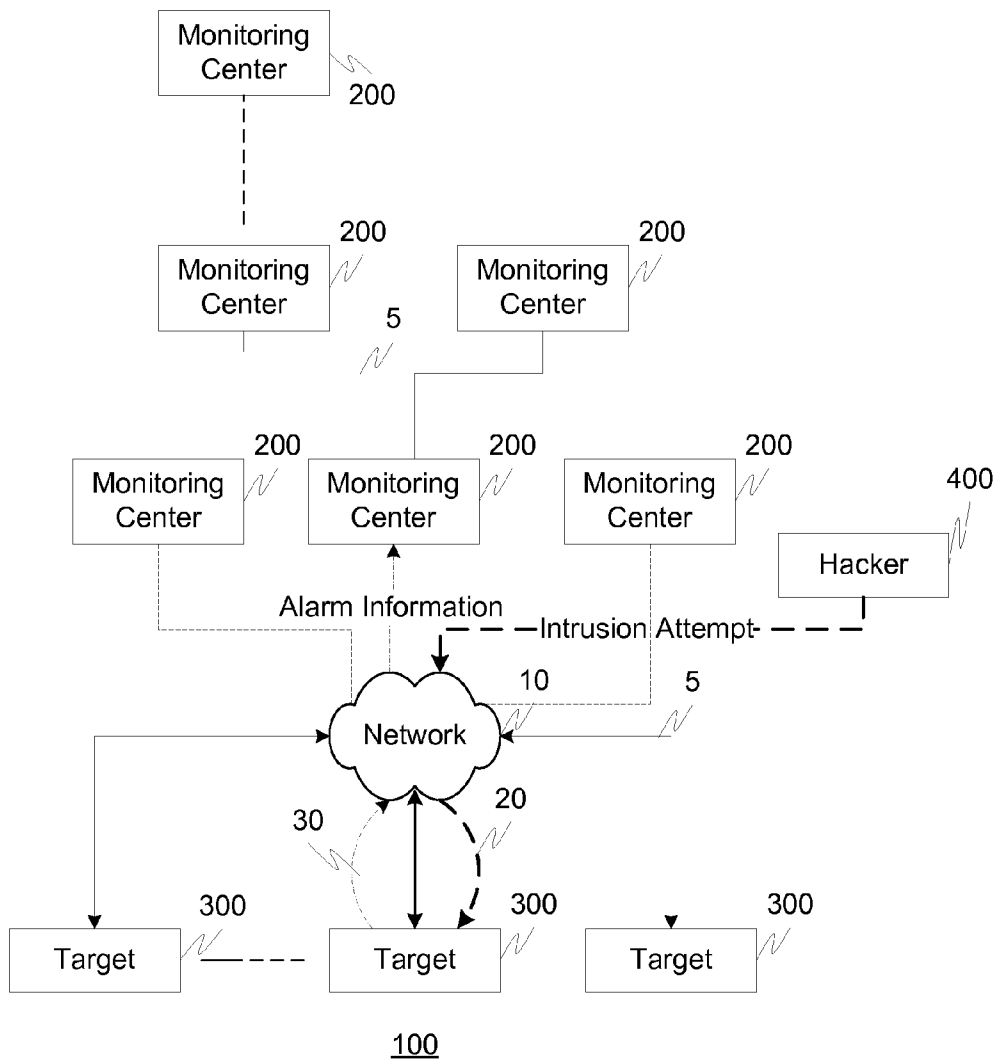 Monitoring
Center
200
200
200
Monitoring
Center
Monitoring
Center
5
200
200
200
Monitoring
Center
Monitoring
Center
Monitoring
Center
400
Hacker
Alarm Information
Intrusion Attempt
10
5
Network
30
20
300
300
300
Target
Target
Target
100